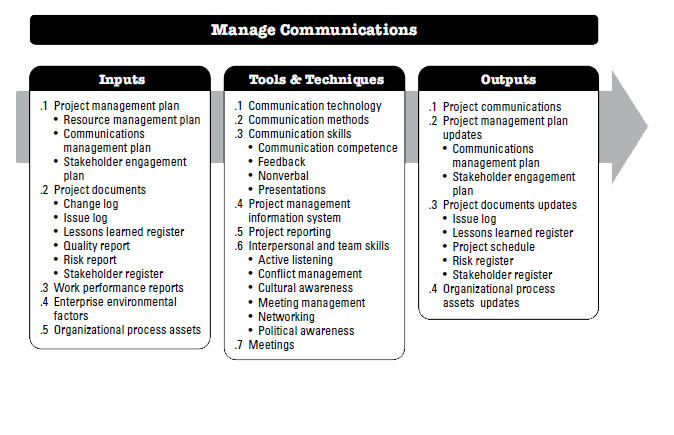 Manage Communications
Inputs
.1 Project management plan
• Resource management plan
• Communications
management plan
• Stakeholder engagement
plan
.2 Project documents
• Change log
• Issue log
• Lessons learned register
• Quality report
• Risk report
• Stakeholder register
.3 Work performance reports
.4 Enterprise environmental
factors
.5 Organizational process assets
Tools & Techniques
.1 Communication technology
.2 Communication methods
.3 Communication skills
• Communication competence
• Feedback
• Nonverbal
• Presentations
.4 Project management
information system
.5 Project reporting
.6 Interpersonal and team skills
• Active listening
• Conflict management
• Cultural awareness
• Meeting management
• Networking
• Political awareness
.7 Meetings
Outputs
.1 Project communications
.2 Project management plan
updates
• Communications
management plan
• Stakeholder engagement
plan
.3 Project documents updates
• Issue log
• Lessons learned register
• Project schedule
• Risk register
• Stakeholder register
.4 Organizational process
assets updates